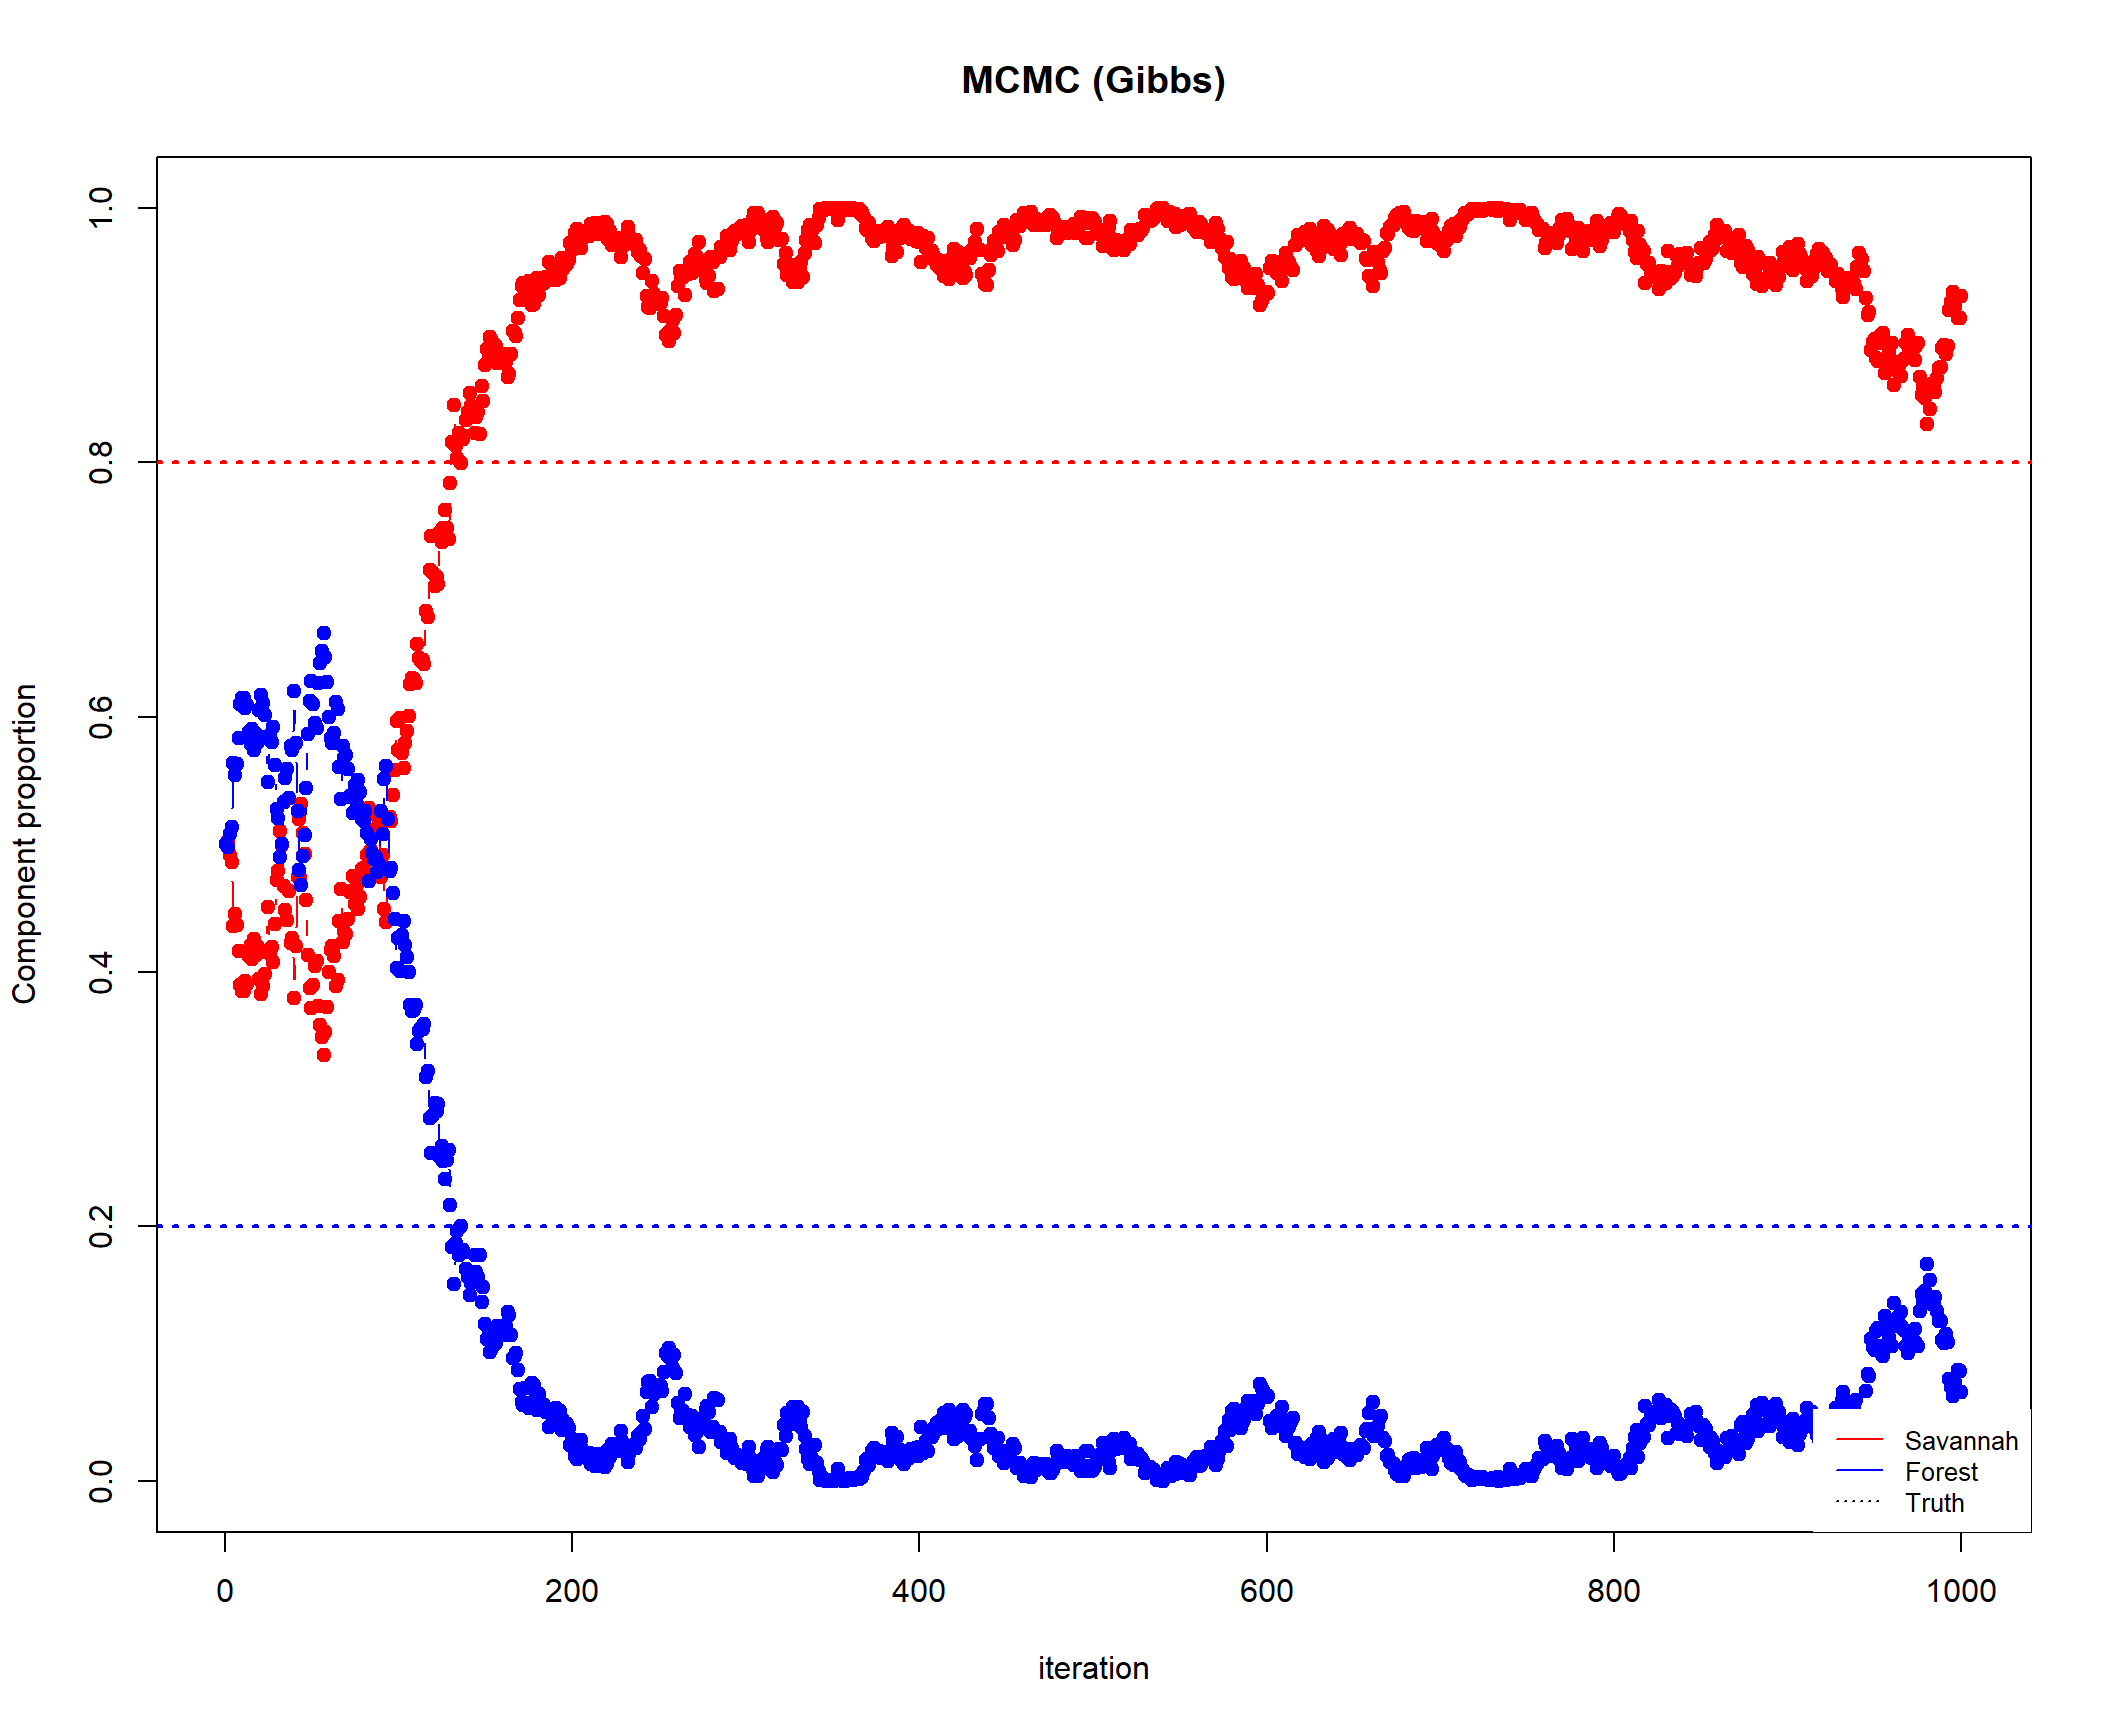 MCMC (Gibbs)
Component proportion
1.0
0.8
0.6
0.4
0.2
0.0
Savannah
Forest
Truth
0 200 400 600 800 1000
iteration